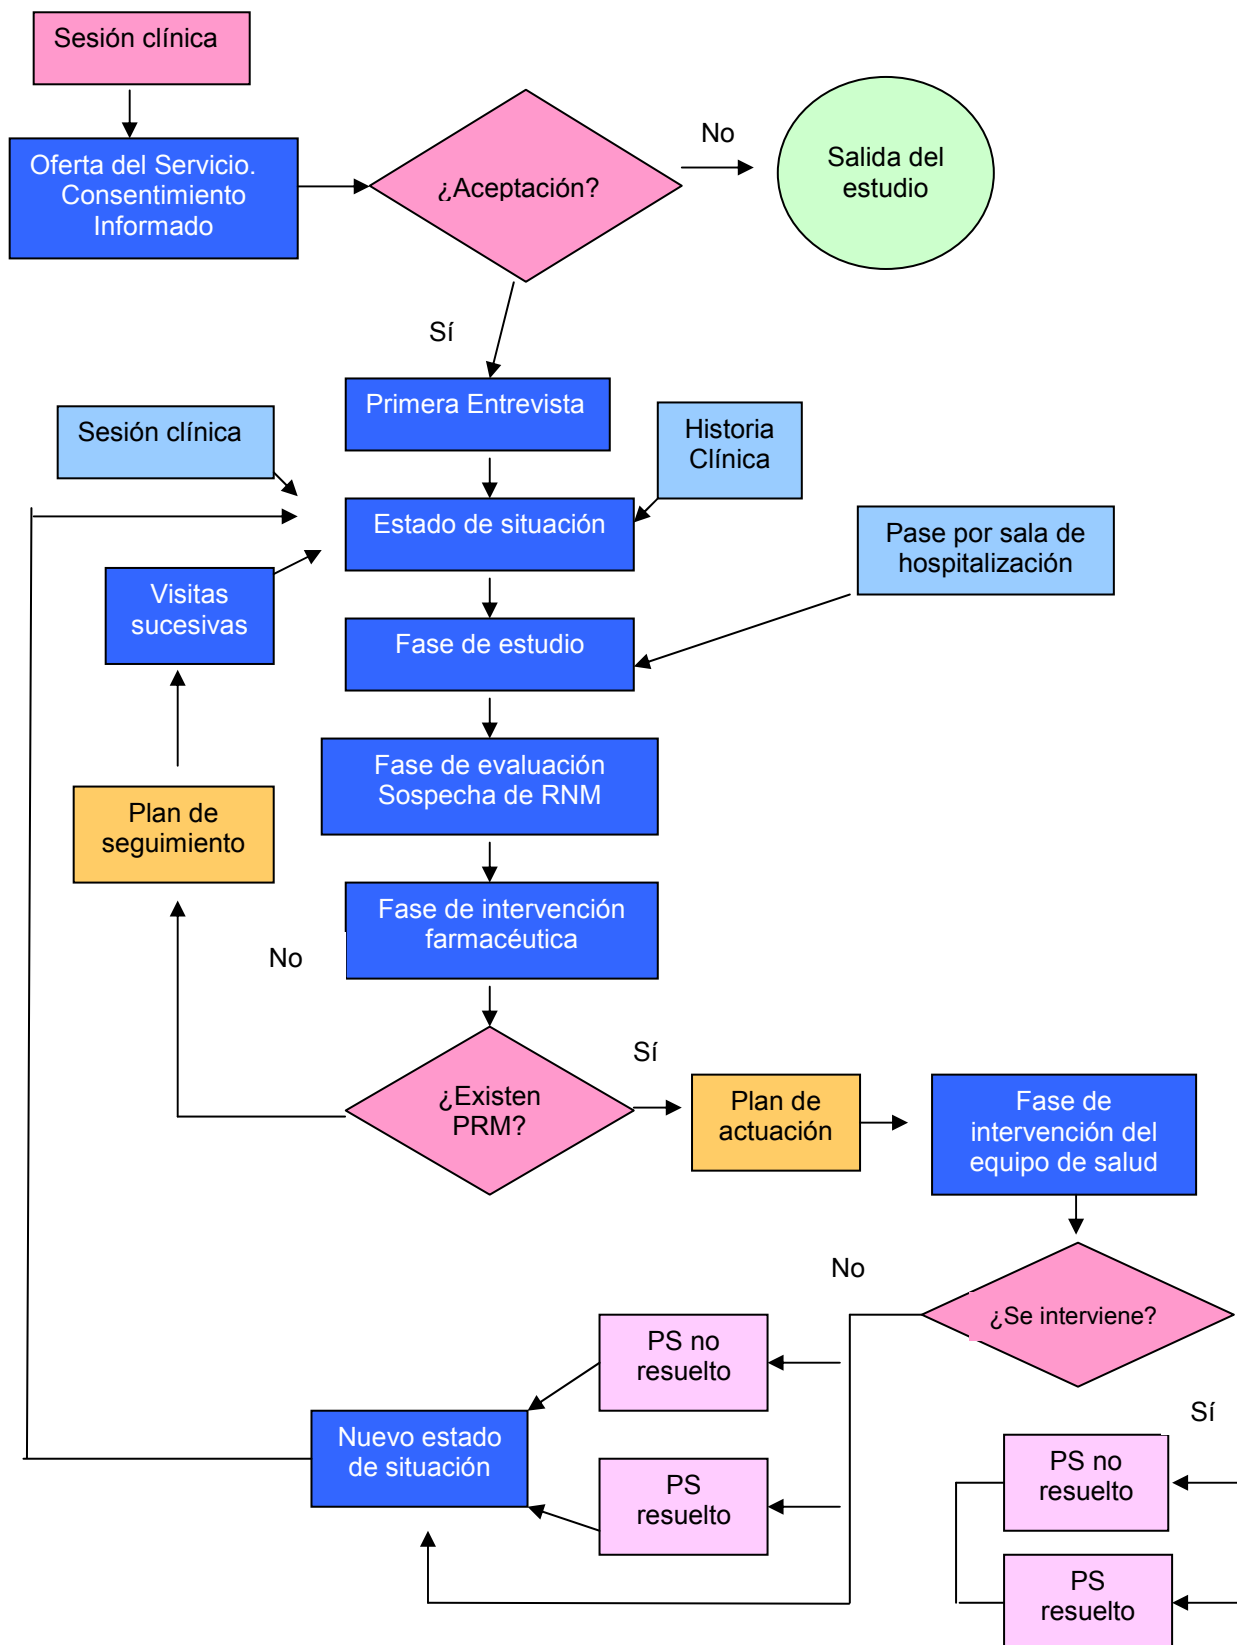 Sesión clínica
Oferta del Servicio.
Consentimiento
Informado
¿Aceptación?
No
Salida del
estudio
Sí
Primera Entrevista
Sesión clínica
Historia
Clínica
Estado de situación
Pase por sala de
hospitalización
Visitas
sucesivas
Fase de estudio
Fase de evaluación
Sospecha de RNM
Plan de
seguimiento
Fase de intervención
farmacéutica
No
¿Existen
PRM?
Sí
Plan de
actuación
Fase de
intervención del
equipo de salud
No
¿Se interviene?
PS no
resuelto
Sí
Nuevo estado
de situación
PS
resuelto
PS no
resuelto
PS
resuelto